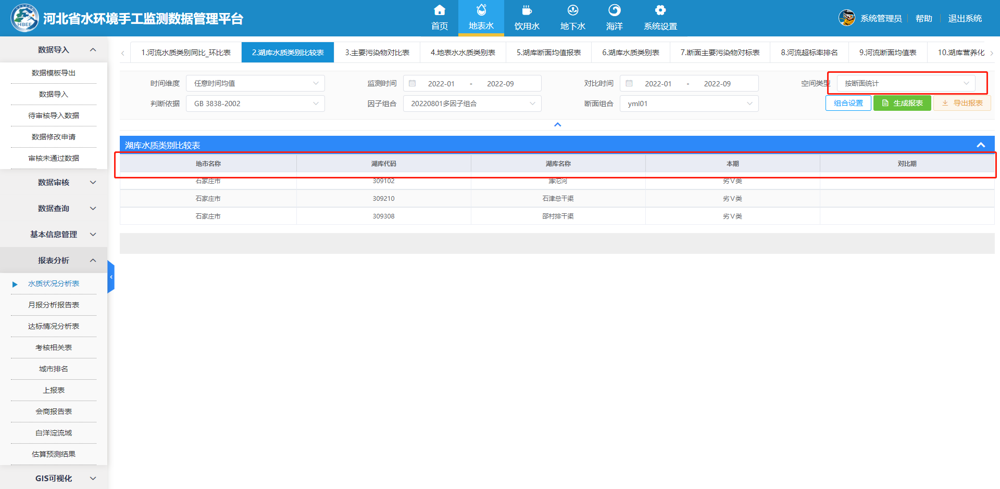 HBEE
河北省水环境手工监测数据管理平台
首页 地表水 饮用水 地下水 海洋 系统设置
系统管理员 帮助 退出系统
数据导入
数据模板导出
数据导入
待审核导入数据
数据修改申请
审核未通过数据
数据审核
数据查询
基本信息管理
报表分析
水质状况分析表
月报分析报告表
达标情况分析表
考核相关表
城市排名
上报表
会商报告表
白洋淀流域
估算预测结果
GIS可视化
1.河流水质类别同比_环比表 2.湖库水质类别比较表 3.主要污染物对比表 4.地表水水质类别表 5.湖库断面均值报表 6.湖库水质类别表 7.断面主要污染物对标表 8.河流超标率排名 9.河流断面均值表 10.湖库营养化
时间维度 任意时间均值 监测时间 2022-01 - 2022-09 对比时间 2022-01 - 2022-09 空间类型 按断面统计
判断依据 GB 3838-2002 因子组合 20220801多因子组合 断面组合 yml01 组合设置 生成报表 导出报表
湖库水质类别比较表
地市名称 湖库代码 湖库名称 本期 对比期
石家庄市 309102 滹沱河 劣Ⅴ类
石家庄市 309210 石津总干渠 劣Ⅴ类
石家庄市 309308 邵村排干渠 劣Ⅴ类